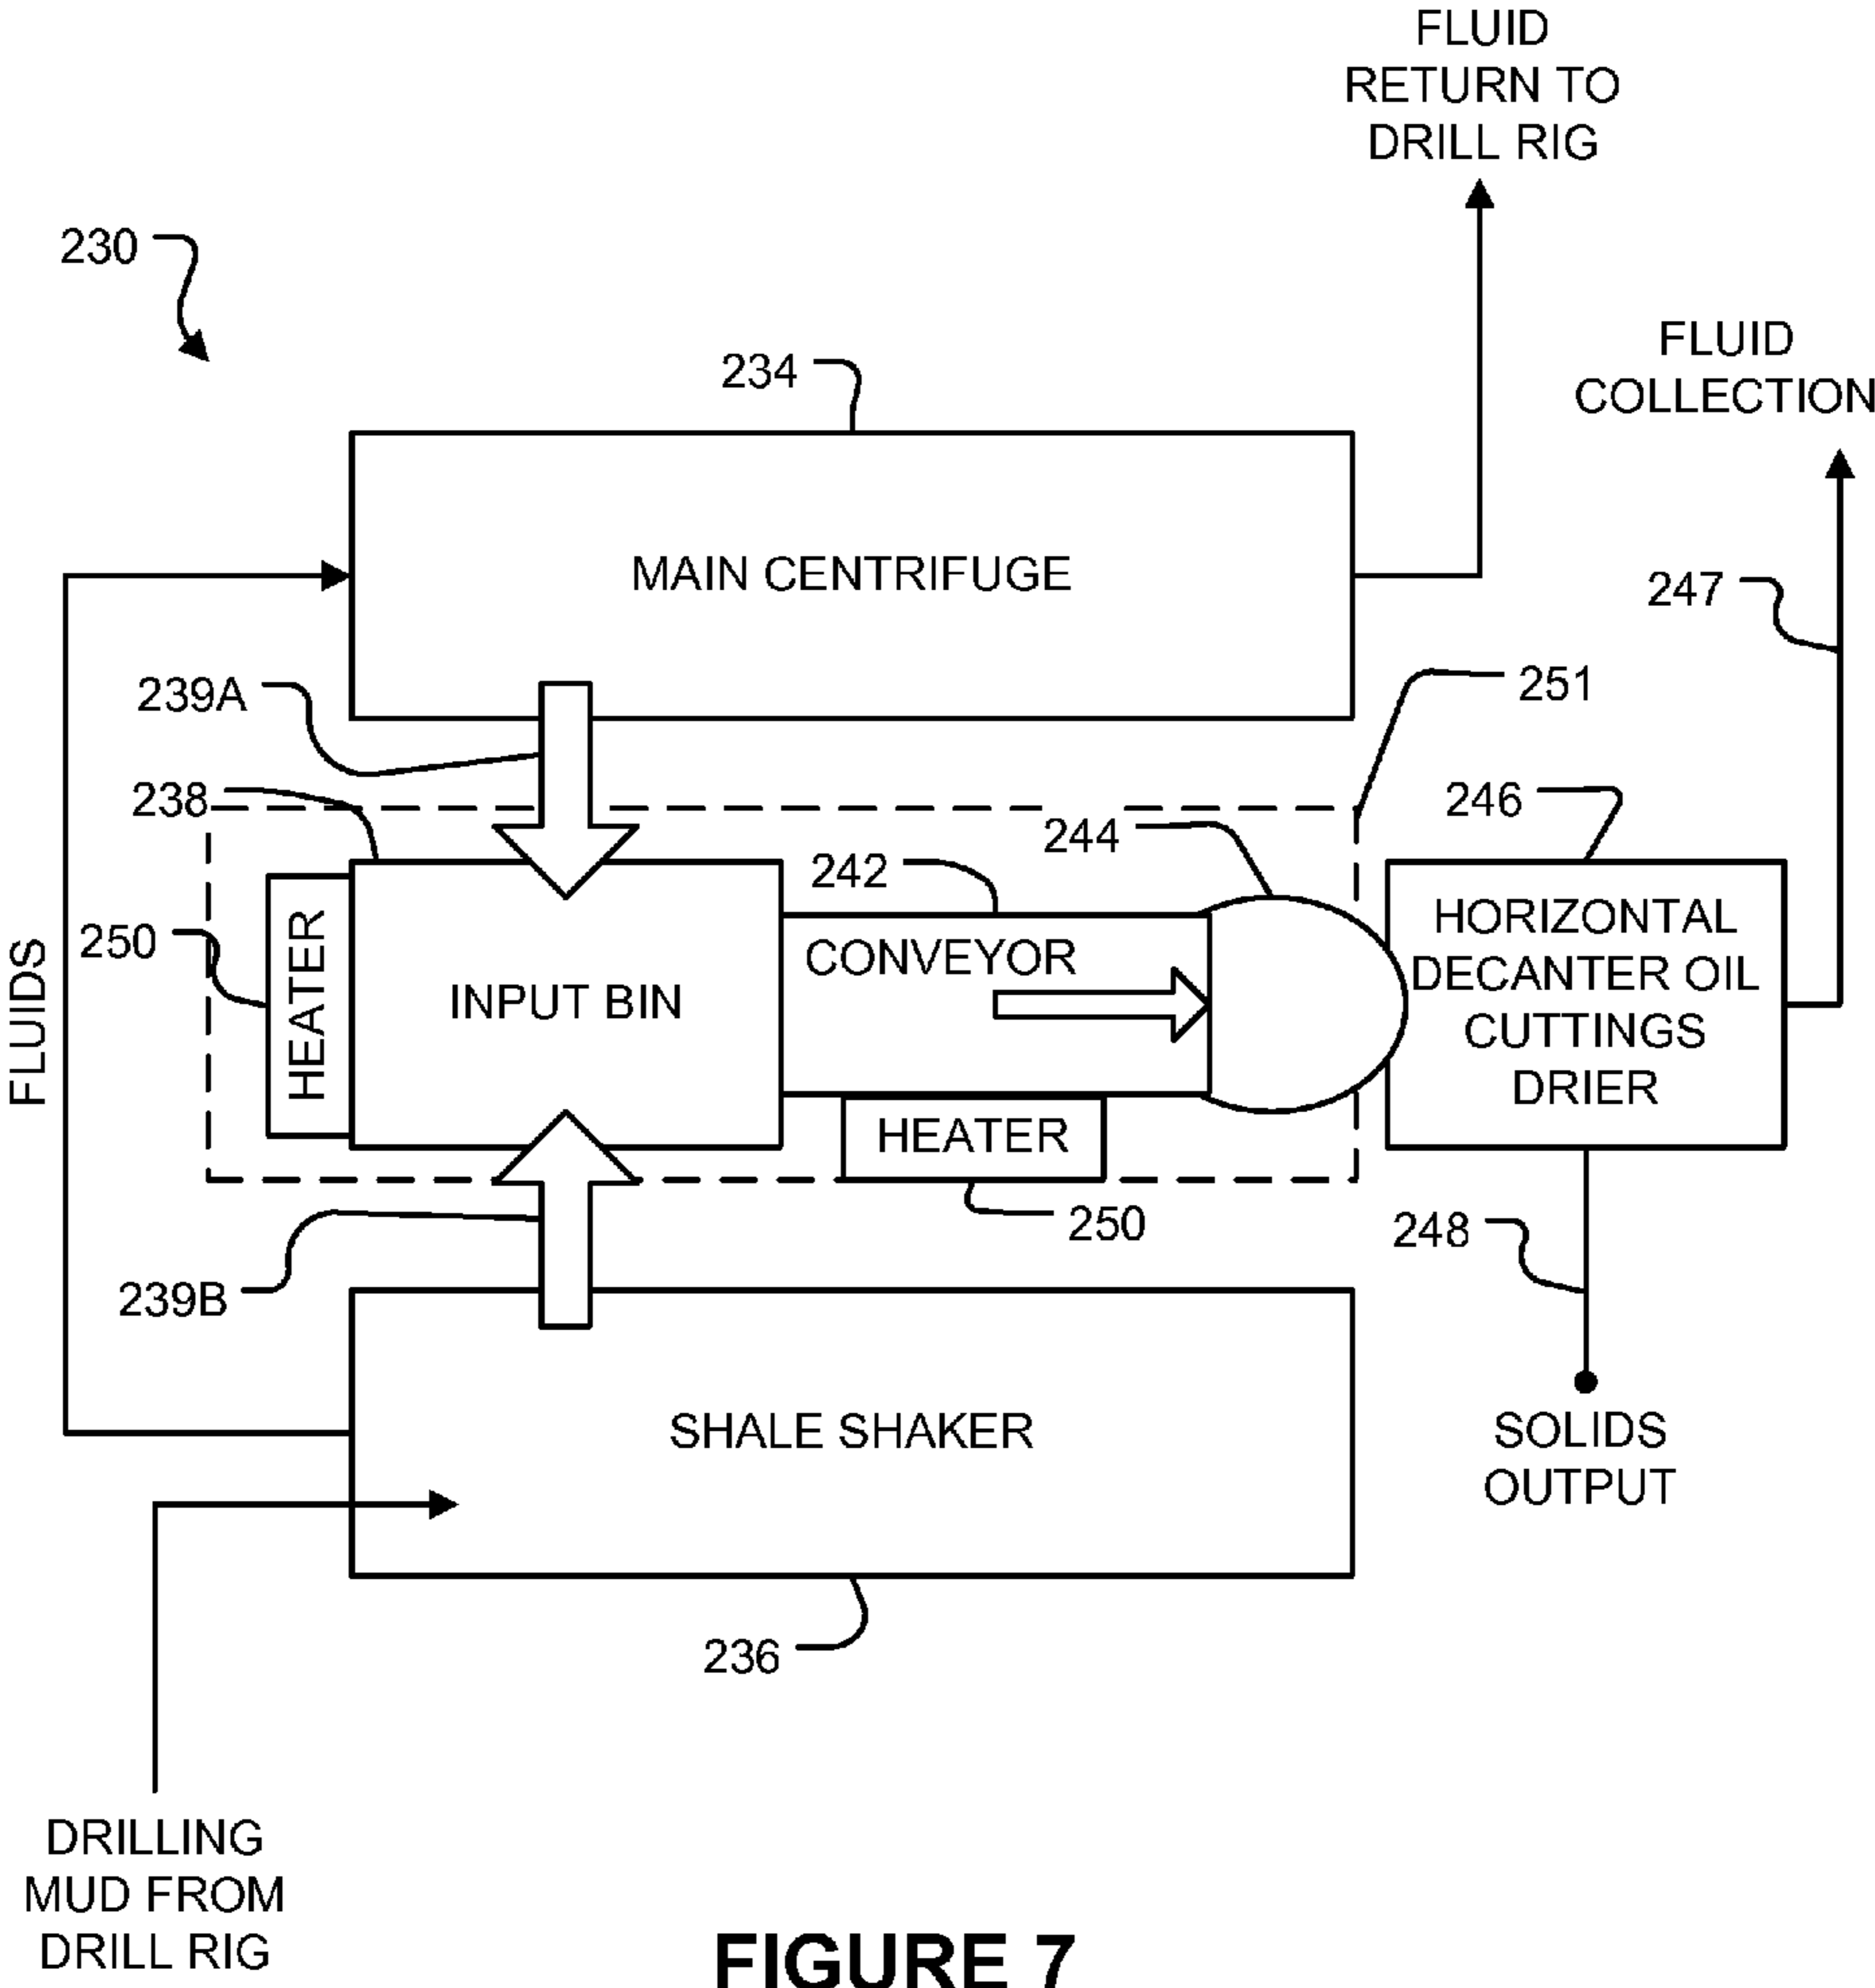 FLUID
RETURN TO
DRILL RIG
230
FLUID
COLLECTION
234
MAIN CENTRIFUGE
247
239A
251
238
246
244
242
250
HEATER
INPUT BIN
CONVEYOR
HORIZONTAL
DECANTER OIL
CUTTINGS
DRIER
FLUIDS
HEATER
250
248
239B
SHALE SHAKER
SOLIDS
OUTPUT
236
DRILLING
MUD FROM
DRILL RIG
FIGURE 7